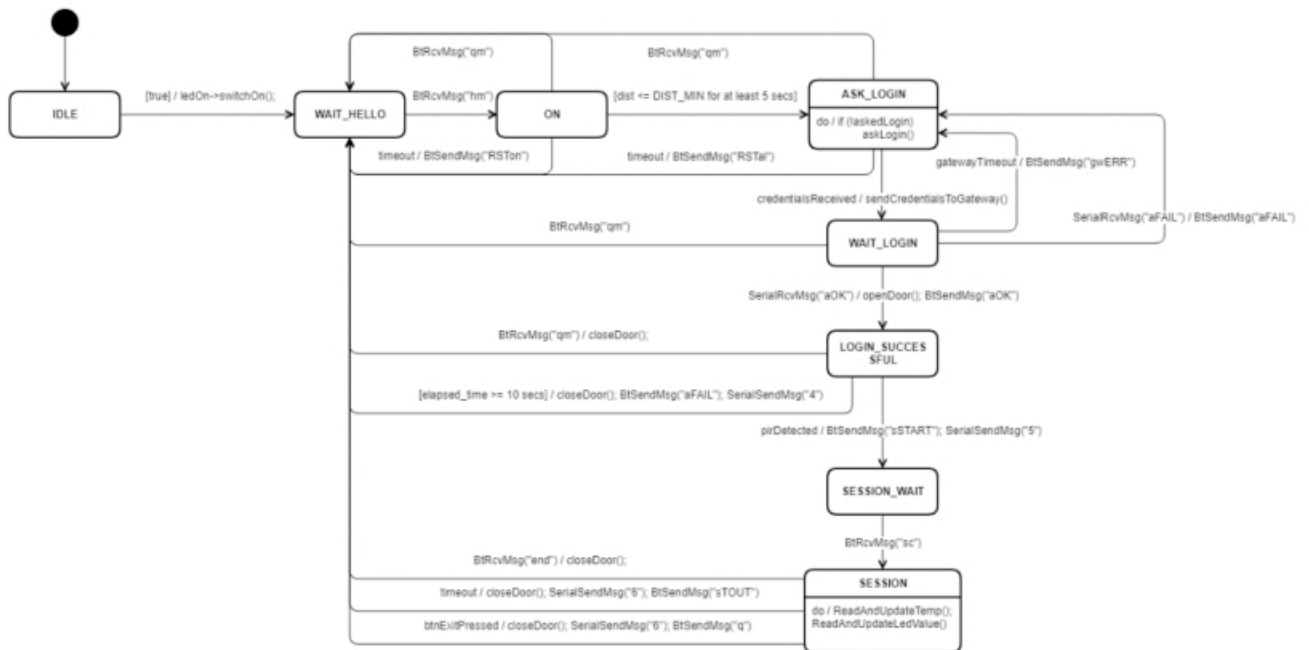 BtRcvMsg("qm")
BtRcvMsg("qm")
[true] / ledOn->switchOn();
BtRcvMsg("hm")
[dist <= DIST_MIN for at least 5 secs]
ASK_LOGIN
IDLE
WAIT_HELLO
ON
do / if (!askedLogin)
askLogin()
timeout / BtSendMsg("RSTon")
timeout / BtSendMsg("RSTal")
gatewayTimeout / BtSendMsg("gwERR")
credentialsReceived / sendCredentialsToGateway()
SerialRcvMsg("aFAIL") / BtSendMsg("aFAIL")
BtRcvMsg("qm")
WAIT_LOGIN
SerialRcvMsg("aOK") / openDoor(); BtSendMsg("aOK")
BtRcvMsg("qm") / closeDoor();
LOGIN_SUCCES
SFUL
[elapsed_time >= 10 secs] / closeDoor(); BtSendMsg("aFAIL"); SerialSendMsg("4")
pirDetected / BtSendMsg("sSTART"); SerialSendMsg("5")
SESSION_WAIT
BtRcvMsg("sc")
BtRcvMsg("end") / closeDoor();
SESSION
timeout / closeDoor(); SerialSendMsg("6"); BtSendMsg("sTOUT")
do / ReadAndUpdateTemp();
ReadAndUpdateLedValue()
btnExitPressed / closeDoor(); SerialSendMsg("6"); BtSendMsg("q")